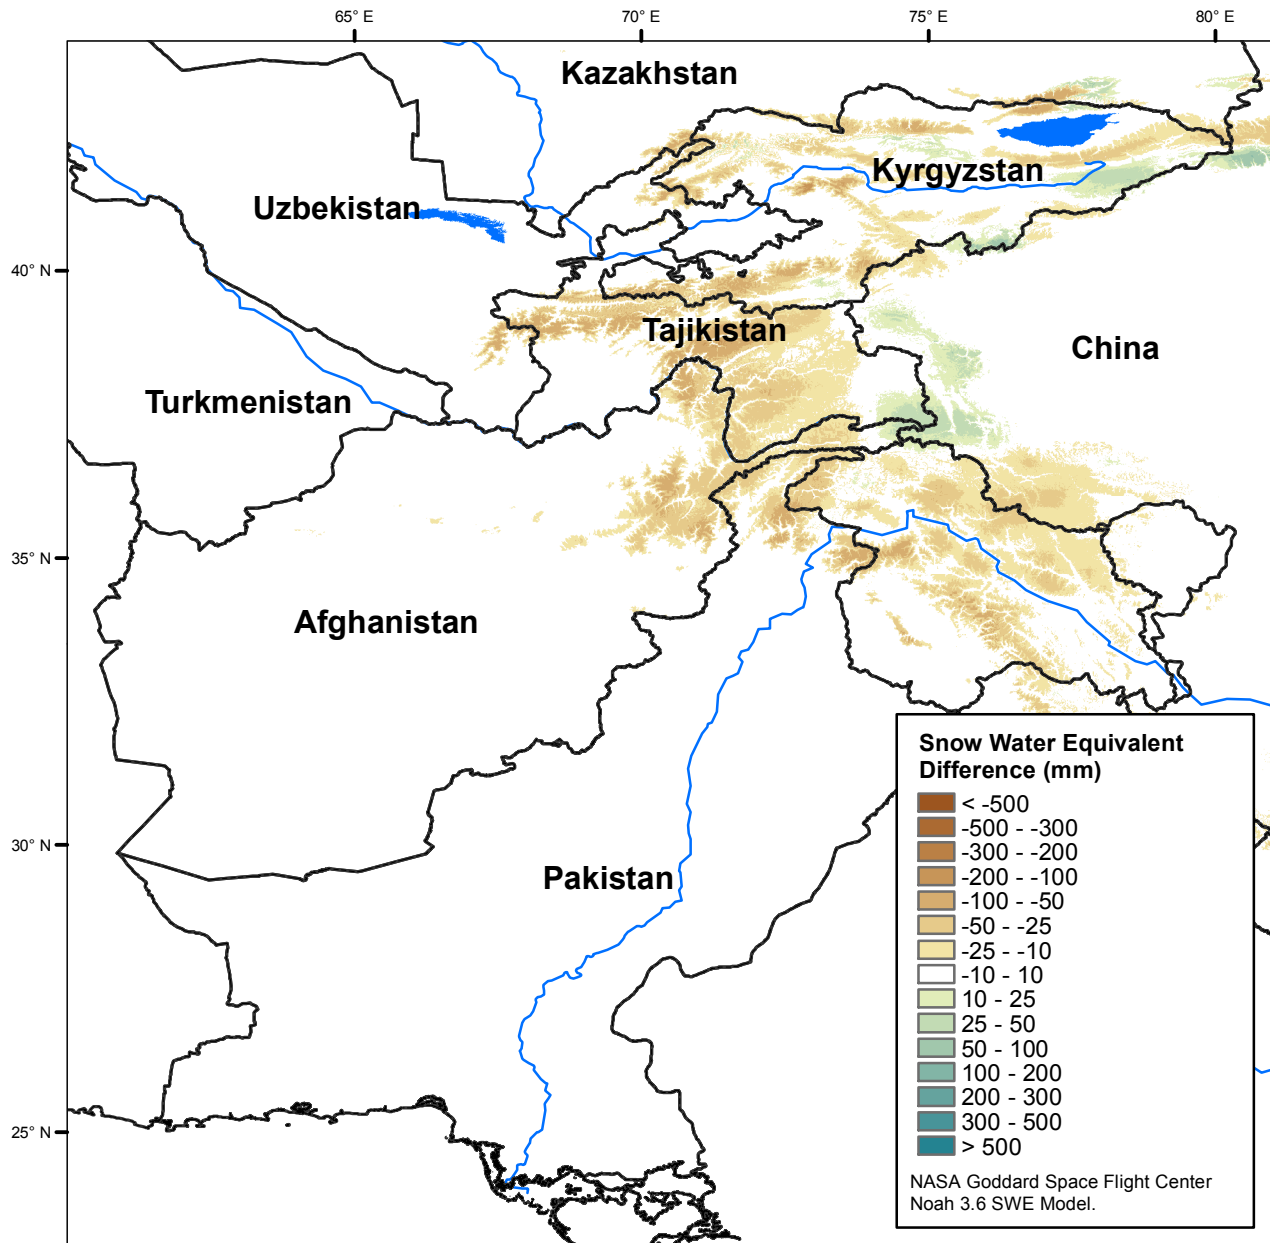 65° E
70° E
75° E
80° E
Kazakhstan
Kyrgyzstan
Uzbekistan
40° N
Tajikistan
China
Turkmenistan
35° N
Afghanistan
30° N
Pakistan
25° N
Snow Water Equivalent
Difference (mm)
< -500
-500 - -300
-300 - -200
-200 - -100
-100 - -50
-50 - -25
-25 - -10
-10 - 10
10 - 25
25 - 50
50 - 100
100 - 200
200 - 300
300 - 500
> 500
NASA Goddard Space Flight Center
Noah 3.6 SWE Model.